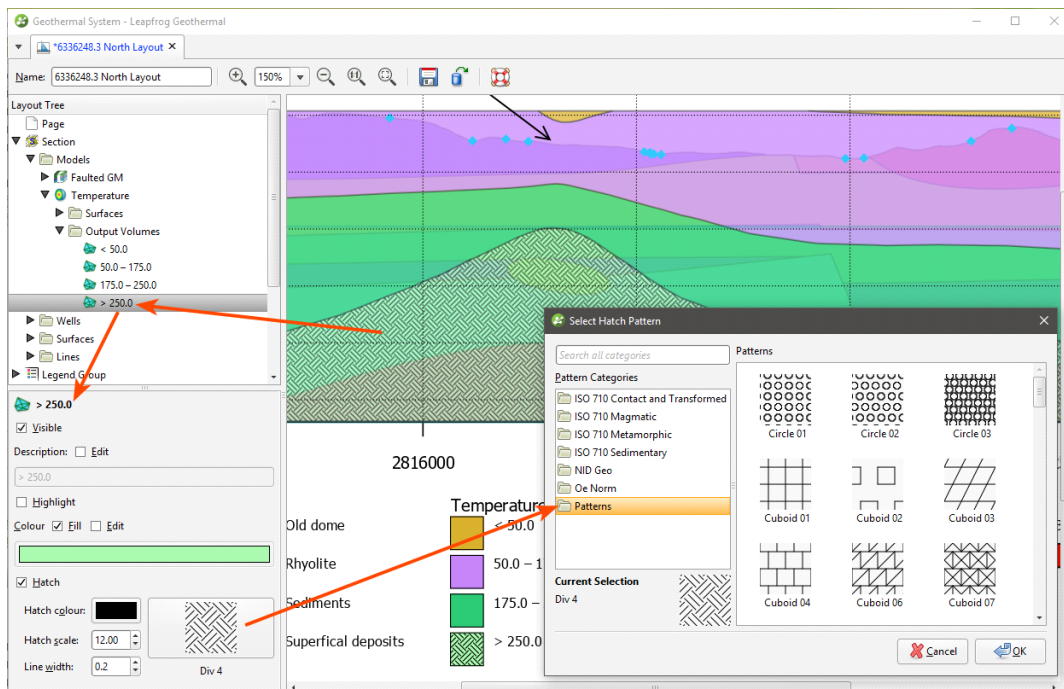 Geothermal System - Leapfrog Geothermal
*6336248.3 North Layout
Name: 6336248.3 North Layout
150%
Layout Tree
Page
Section
Models
Faulted GM
Temperature
Surfaces
Output Volumes
< 50.0
50.0 – 175.0
175.0 – 250.0
> 250.0
Wells
Surfaces
Lines
Legend Group
> 250.0
Visible
Description: Edit
> 250.0
Highlight
Colour Fill Edit
Hatch
Hatch colour:
Hatch scale: 12.00
Line width: 0.2
Div 4
2816000
Temperature
Old dome
< 50.0
Rhyolite
50.0 – 1
Sediments
175.0 –
Superfical deposits
> 250.0
Select Hatch Pattern
Search all categories
Pattern Categories
ISO 710 Contact and Transformed
ISO 710 Magmatic
ISO 710 Metamorphic
ISO 710 Sedimentary
NID Geo
Oe Norm
Patterns
Current Selection
Div 4
Patterns
Circle 01 Circle 02 Circle 03
Cuboid 01 Cuboid 02 Cuboid 03
Cuboid 04 Cuboid 06 Cuboid 07
Cancel OK